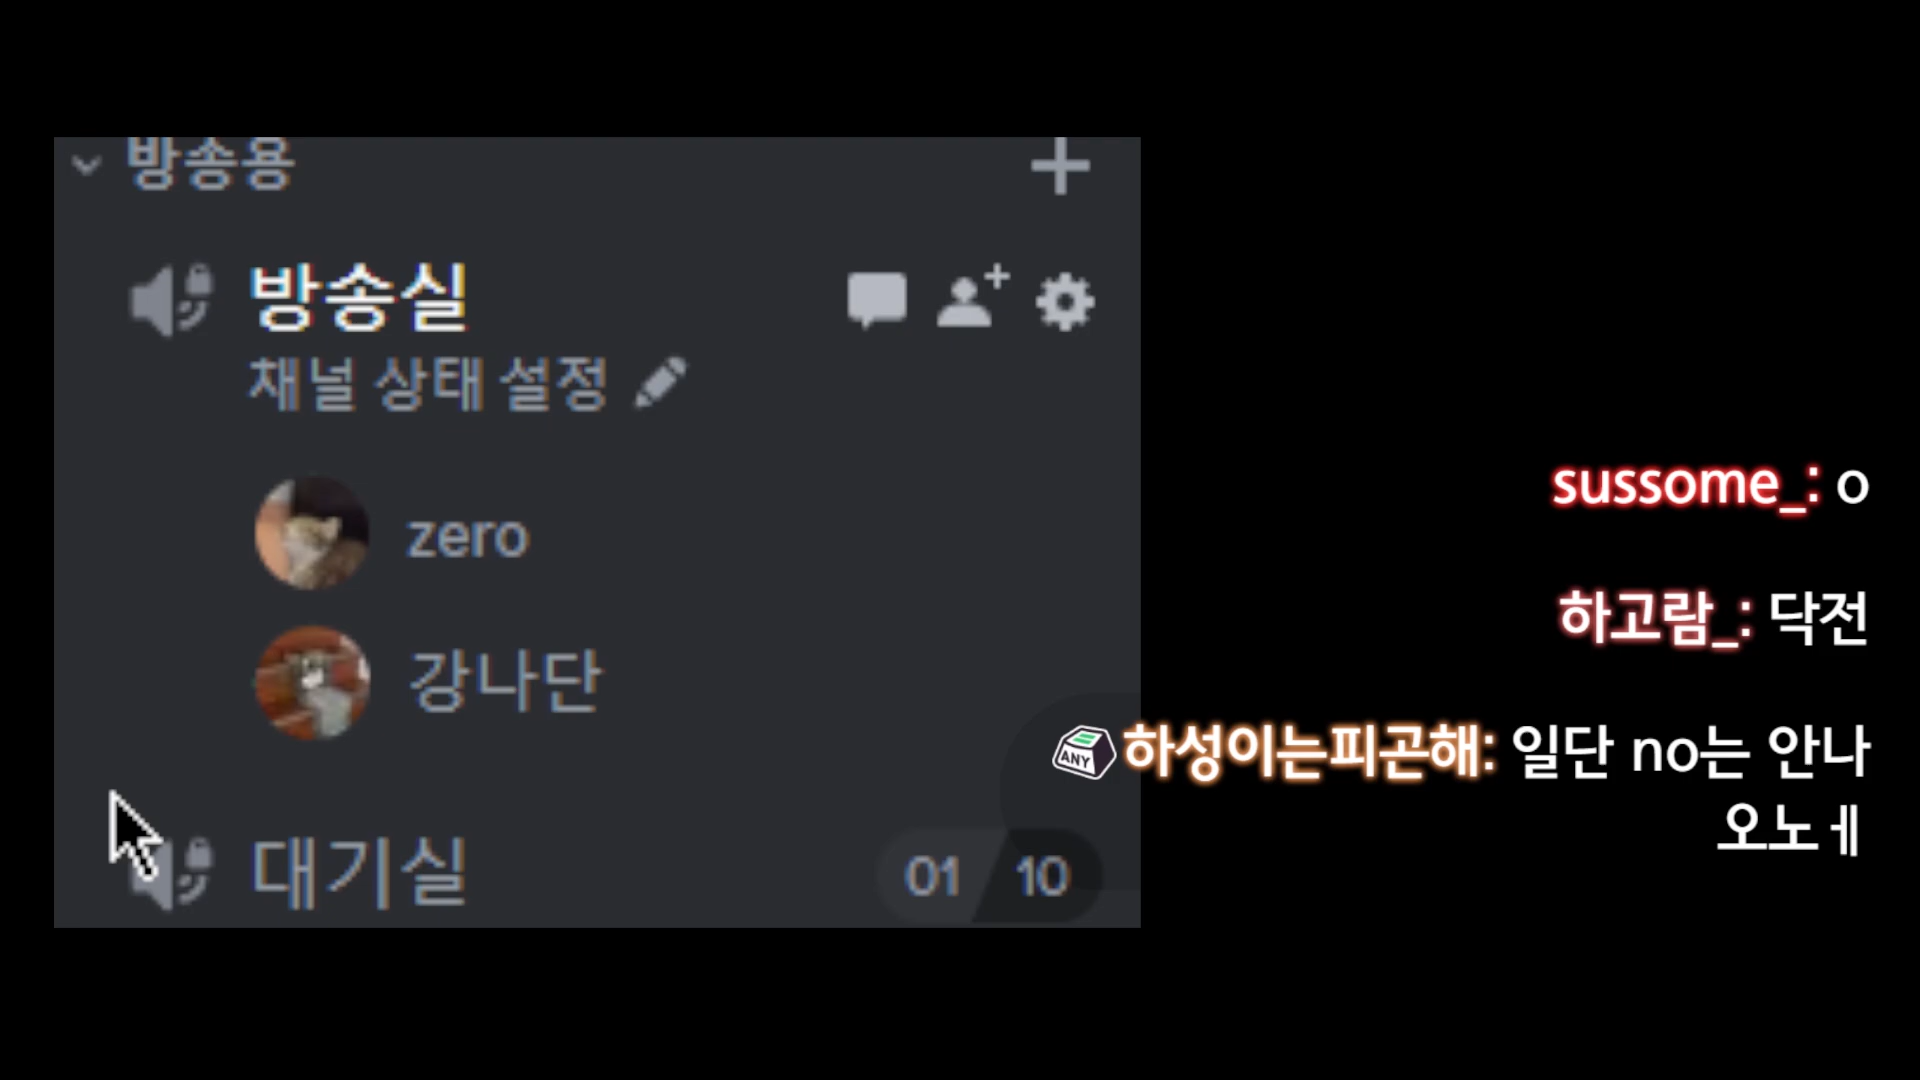 방송용
방송실
채널 상태 설정
zero
강나단
대기실 01 10
sussome_: o
하고람_: 닥전
ANY 하성이는피곤해: 일단 no는 안나
오노ㅔ